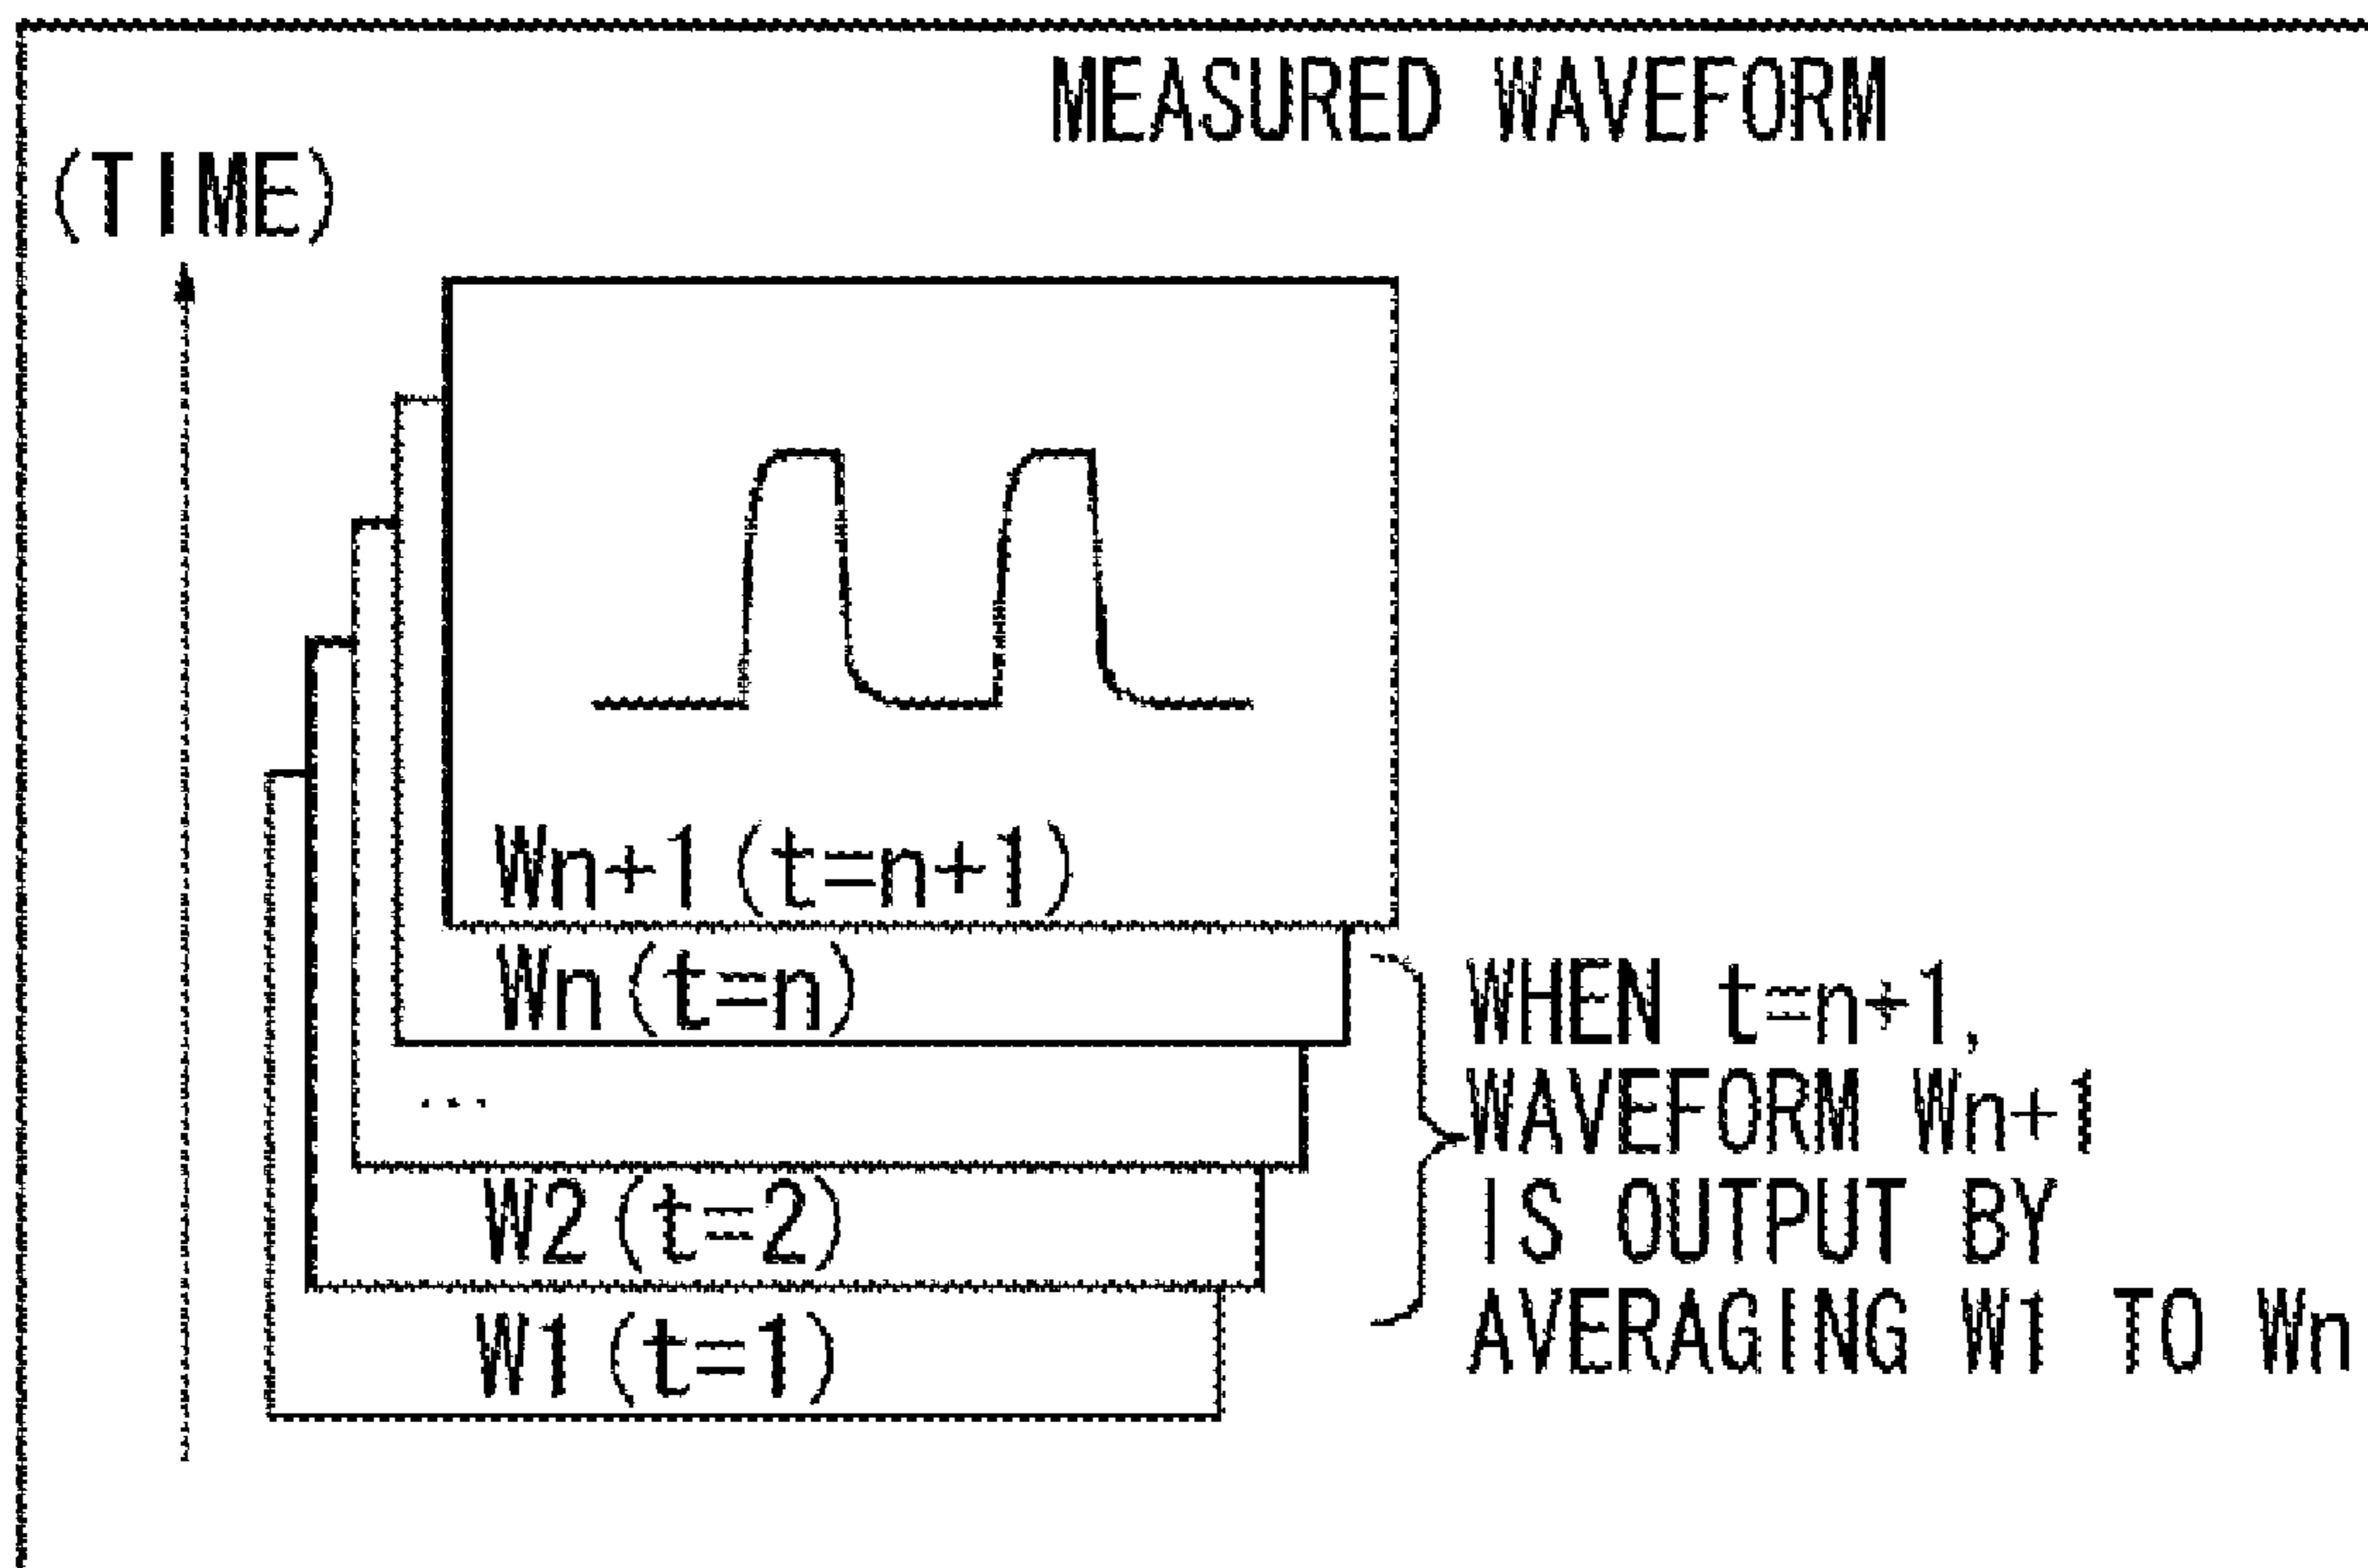 MEASURED WAVEFORM
(TIME)
Wn+1(t=n+1)
Wn(t=n)
...
W2(t=2)
W1(t=1)
WHEN t=n+1,
WAVEFORM Wn+1
IS OUTPUT BY
AVERAGING W1 TO Wn